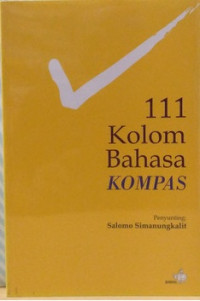 111
Kolom
Bahasa
KOMPAS
Penyunting:
Salomo Simanungkalit